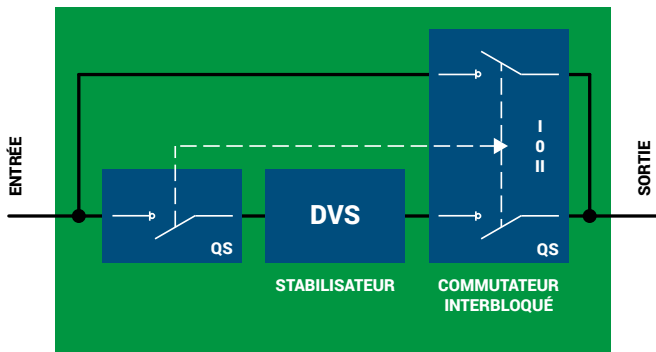 ENTRÉE
I
0
II
SORTIE
DVS
QS
QS
STABILISATEUR
COMMUTATEUR
INTERBLOQUÉ